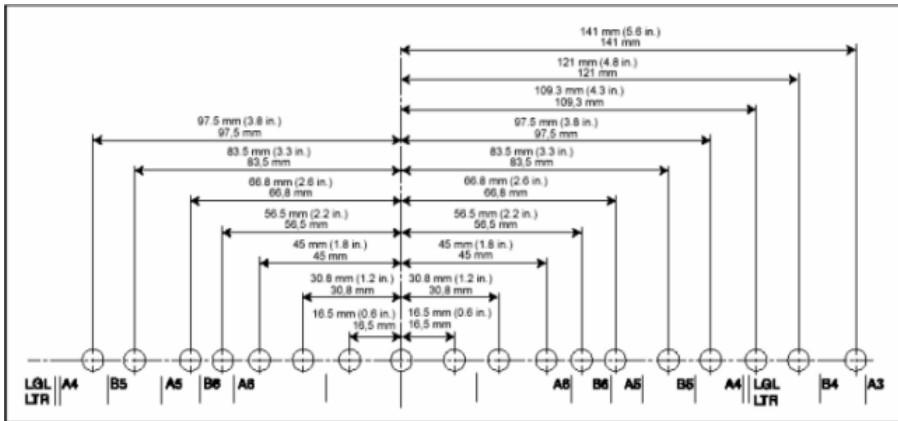 141 mm (5.6 in.)
141 mm
121 mm (4.8 in.)
121 mm
109.3 mm (4.3 in.)
109,3 mm
97.5 mm (3.8 in.) 97.5 mm (3.8 in.)
97,5 mm 97,5 mm
83.5 mm (3.3 in.) 83.5 mm (3.3 in.)
83,5 mm 83,5 mm
66.8 mm (2.6 in.) 66.8 mm (2.6 in.)
66,8 mm 66,8 mm
56.5 mm (2.2 in.) 56.5 mm (2.2 in.)
56,5 mm 56,5 mm
45 mm (1.8 in.) 45 mm (1.8 in.)
45 mm 45 mm
30.8 mm (1.2 in.) 30.8 mm (1.2 in.)
30,8 mm 30,8 mm
16.5 mm (0.6 in.) 16.5 mm (0.6 in.)
16,5 mm 16,5 mm
LGL A4 B5 A5 B6 A6 A6 B6 A5 B5 A4 LGL B4 A3
LTR LTR